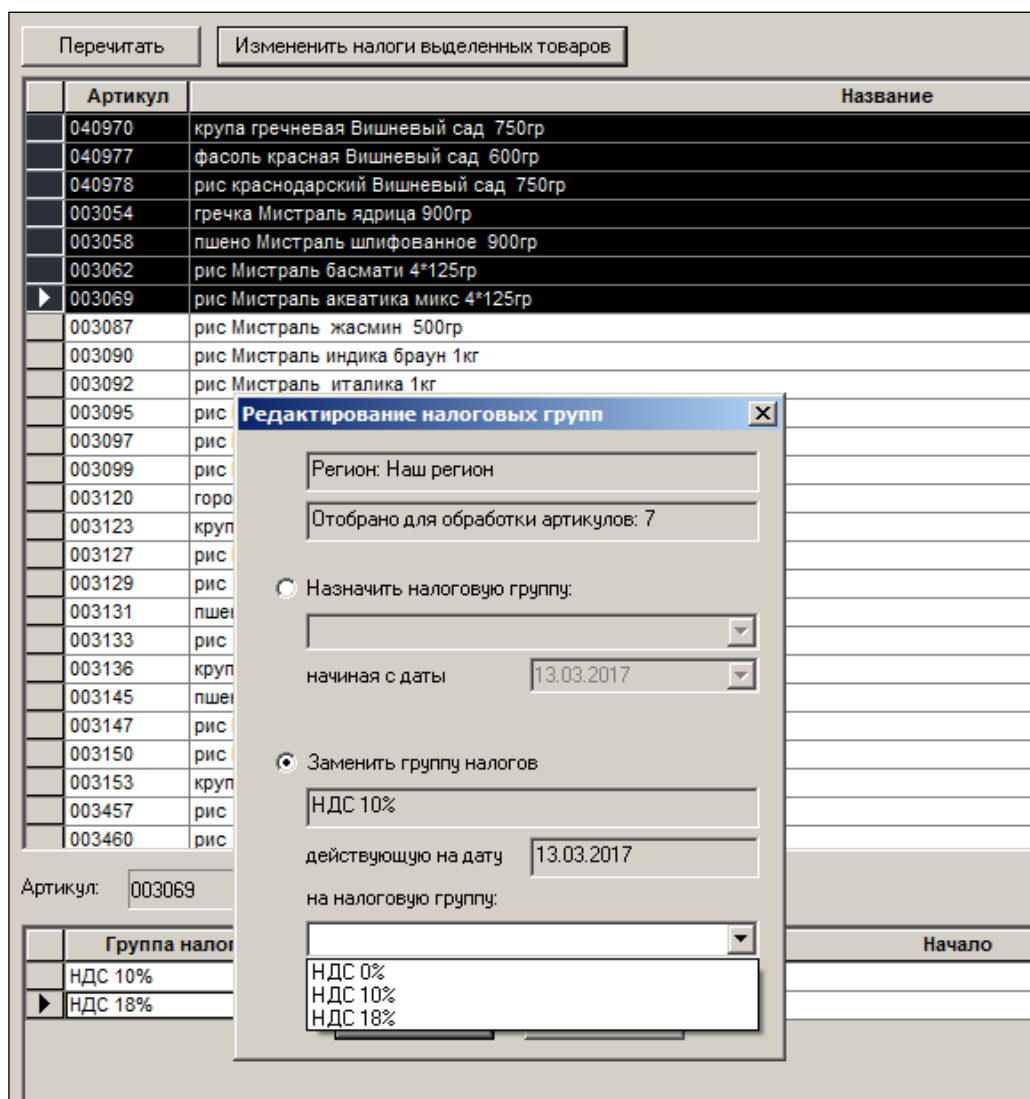 Перечитать Измененить налоги выделенных товаров
Артикул Название
040970 крупа гречневая Вишневый сад 750гр
040977 фасоль красная Вишневый сад 600гр
040978 рис краснодарский Вишневый сад 750гр
003054 гречка Мистраль ядрица 900гр
003058 пшено Мистраль шлифованное 900гр
003062 рис Мистраль басмати 4*125гр
003069 рис Мистраль акватика микс 4*125гр
003087 рис Мистраль жасмин 500гр
003090 рис Мистраль индика браун 1кг
003092 рис Мистраль италика 1кг
003095 рис
Редактирование налоговых групп
003097 рис
003099 рис
Регион: Наш регион
003120 горо
Отобрано для обработки артикулов: 7
003123 круп
003127 рис
003129 рис
Назначить налоговую группу:
003131 пше
003133 рис
003136 круп
начиная с даты 13.03.2017
003145 пше
003147 рис
003150 рис
Заменить группу налогов
003153 круп
003457 рис
НДС 10%
003460 рис
действующую на дату 13.03.2017
Артикул: 003069
на налоговую группу:
Группа налог Начало
НДС 10%
НДС 18%
НДС 0%
НДС 10%
НДС 18%